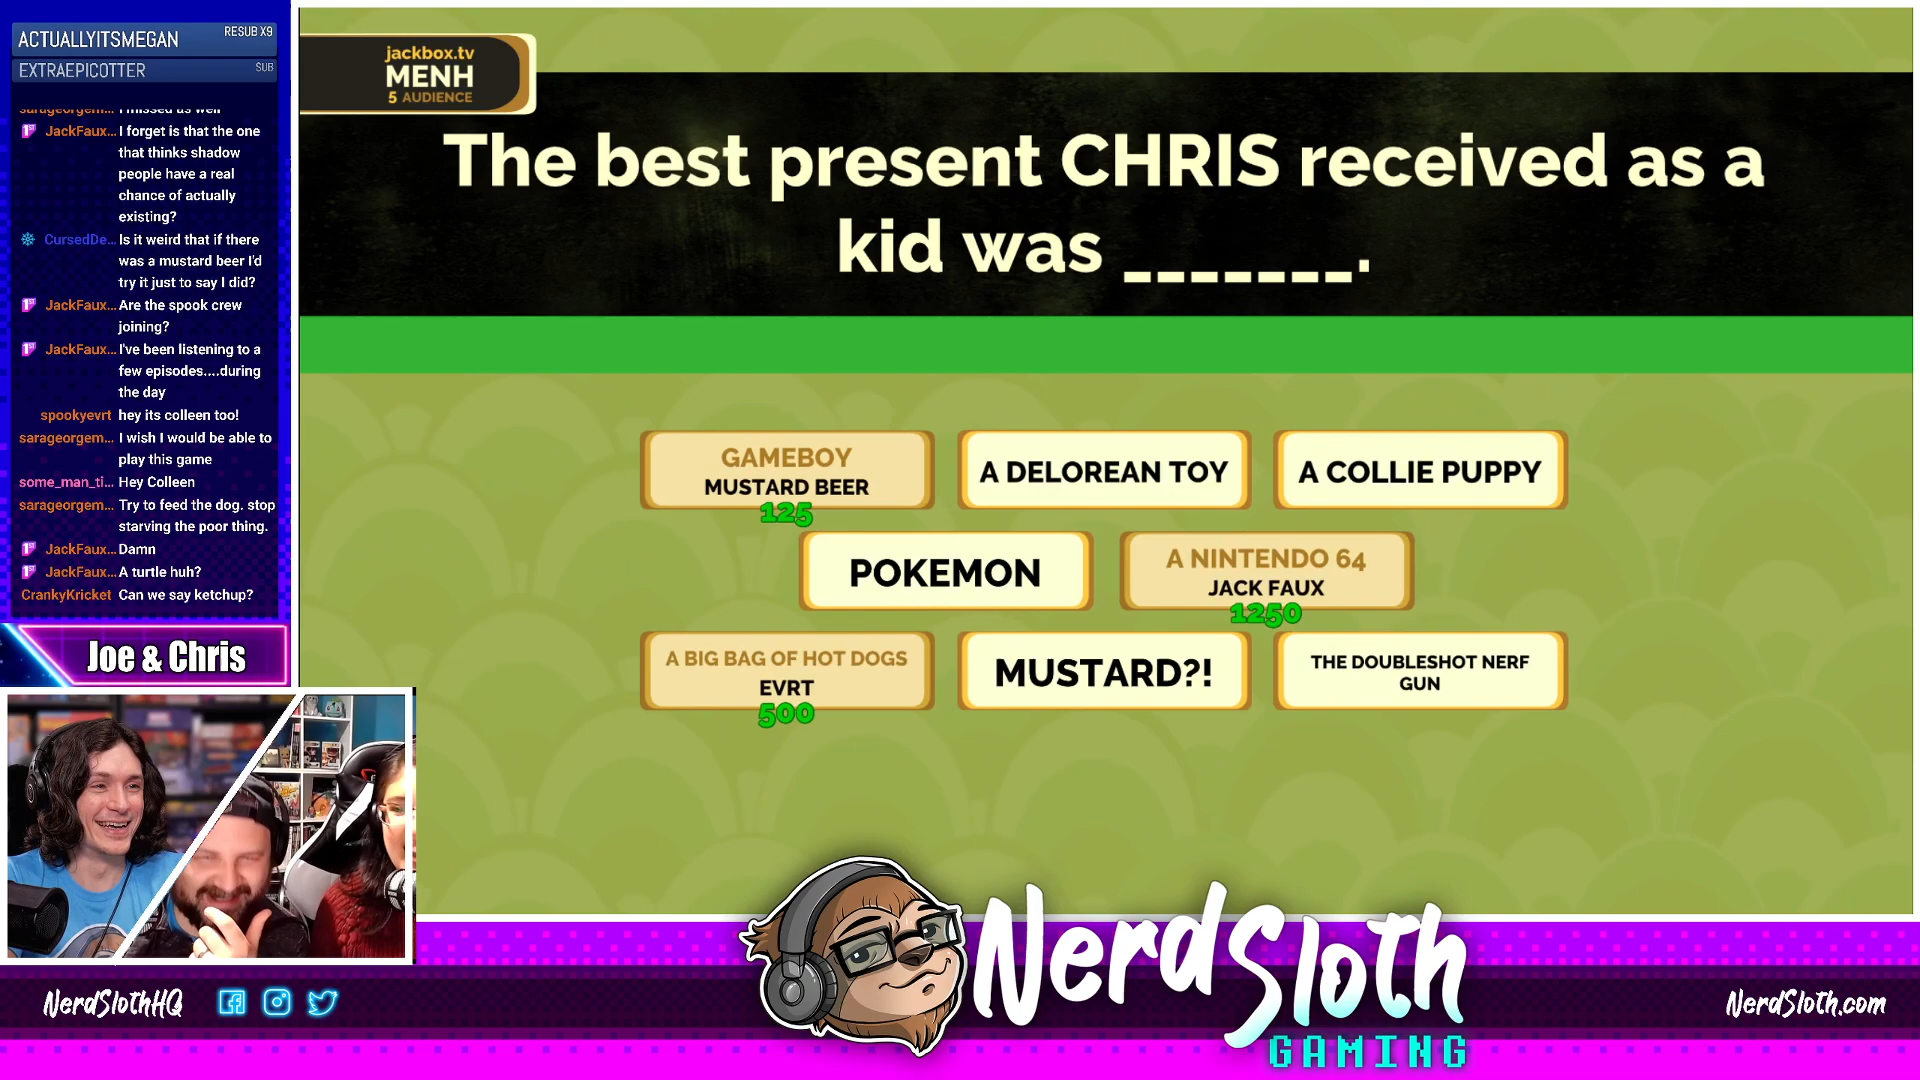 ACTUALLYITSMEGAN RESUB X9
EXTRAEPICOTTER SUB
sarageorgem... I missed as well
JackFaux... I forget is that the one
that thinks shadow
people have a real
chance of actually
existing?
CursedDe... Is it weird that if there
was a mustard beer I'd
try it just to say I did?
JackFaux... Are the spook crew
joining?
JackFaux... I've been listening to a
few episodes....during
the day
spookyevrt hey its colleen too!
sarageorgem... I wish I would be able to
play this game
some_man_ti... Hey Colleen
sarageorgem... Try to feed the dog. stop
starving the poor thing.
JackFaux... Damn
JackFaux... A turtle huh?
CrankyKricket Can we say ketchup?
Joe & Chris
jackbox.tv
MENH
5 AUDIENCE
The best present CHRIS received as a
kid was _______.
GAMEBOY
MUSTARD BEER
125
A DELOREAN TOY
A COLLIE PUPPY
POKEMON
A NINTENDO 64
JACK FAUX
1250
A BIG BAG OF HOT DOGS
EVRT
500
MUSTARD?!
THE DOUBLESHOT NERF
GUN
NerdSlothHQ
NerdSloth
GAMING
NerdSloth.com